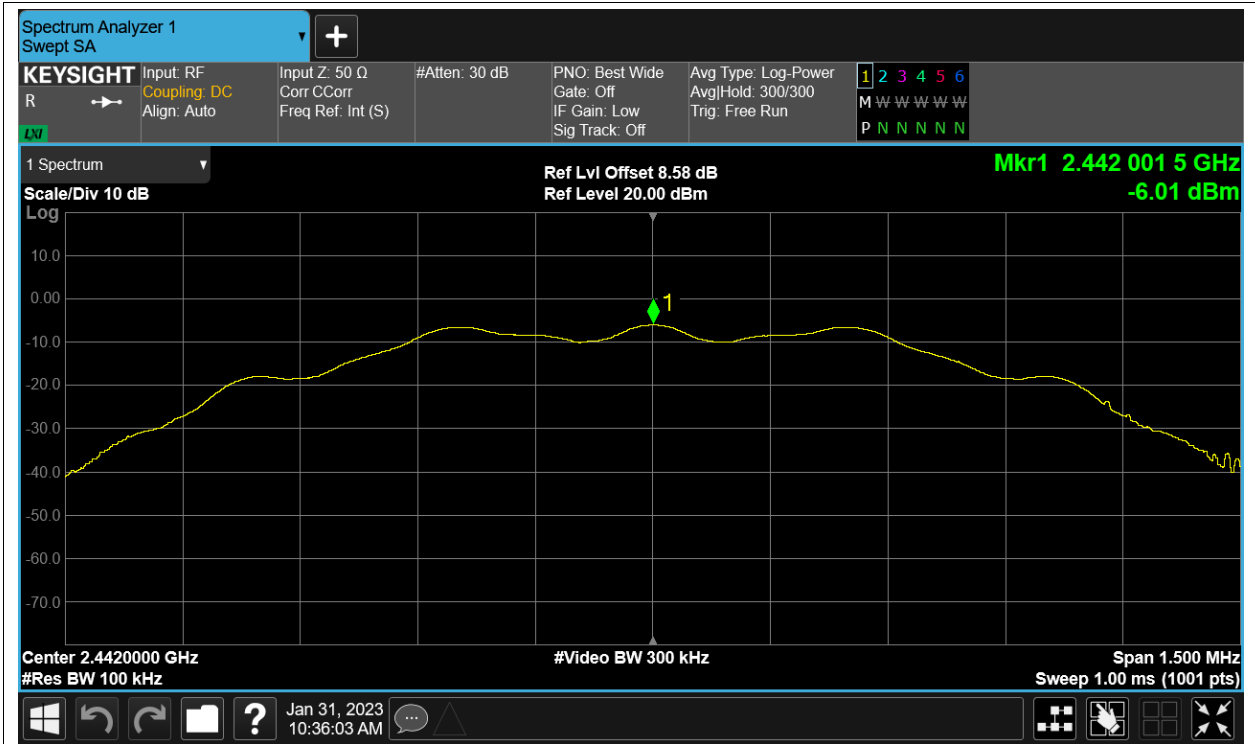 Spectrum Analyzer 1
Swept SA
KEYSIGHT
R
LXI
Input: RF
Coupling: DC
Align: Auto
Input Z: 50 Ω
Corr CCorr
Freq Ref: Int (S)
#Atten: 30 dB
PNO: Best Wide
Gate: Off
IF Gain: Low
Sig Track: Off
Avg Type: Log-Power
Avg|Hold: 300/300
Trig: Free Run
1 2 3 4 5 6
M W W W W W
P N N N N N
1 Spectrum
Scale/Div 10 dB
Log
Ref Lvl Offset 8.58 dB
Ref Level 20.00 dBm
Mkr1 2.442 001 5 GHz
-6.01 dBm
10.0
0.00
-10.0
-20.0
-30.0
-40.0
-50.0
-60.0
-70.0
1
Center 2.4420000 GHz
#Res BW 100 kHz
#Video BW 300 kHz
Span 1.500 MHz
Sweep 1.00 ms (1001 pts)
?
Jan 31, 2023
10:36:03 AM